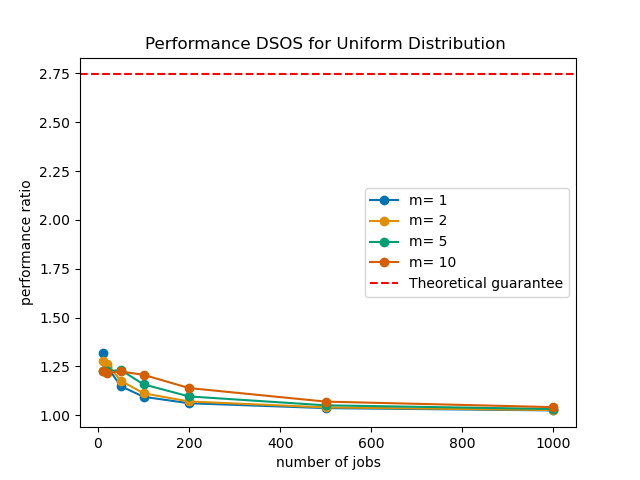 Performance DSOS for Uniform Distribution
performance ratio
2.75
2.50
2.25
2.00
1.75
1.50
1.25
1.00
m= 1
m= 2
m= 5
m= 10
Theoretical guarantee
0 200 400 600 800 1000
number of jobs